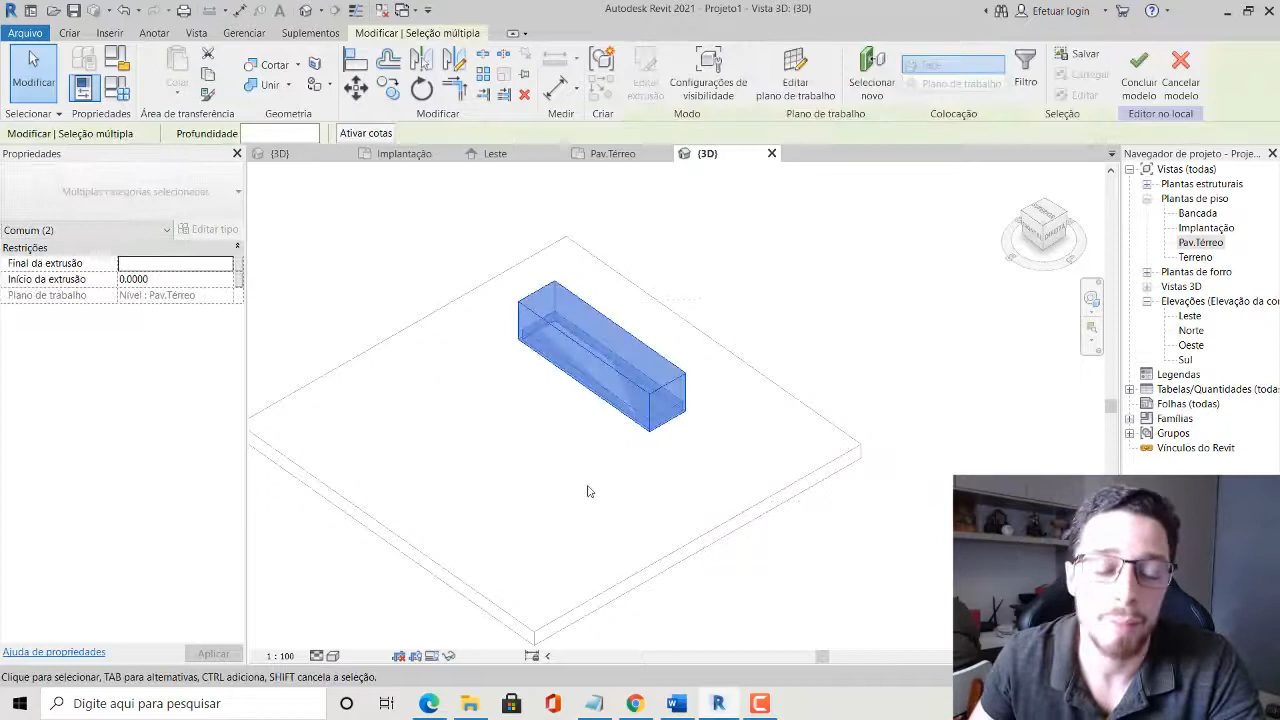 Autodesk Revit 2021 - Projeto1 - Vista 3D: {3D}
Efetuar login
Arquivo Criar Inserir Anotar Vista Gerenciar Suplementos Modificar | Seleção múltipla
Modificar
Colar
Cortar
Unir
Editar extrusão
Configurações de visibilidade
Editar plano de trabalho
Selecionar novo
Face
Plano de trabalho
Filtro
Salvar
Carregar
Editar
Concluir modelo
Cancelar modelo
Selecionar Propriedades Área de transferência Geometria Modificar Medir Criar Modo Plano de trabalho Colocação Seleção Editor no local
Modificar | Seleção múltipla Profundidade Ativar cotas
Propriedades
{3D} Implantação Leste Pav.Térreo {3D}
Navegador de projeto - Proje...
Múltiplas categorias selecionadas
Comum (2) Editar tipo
Restrições
Final da extrusão
Início da extrusão 0.0000
Plano de trabalho Nível : Pav.Térreo
Vistas (todas)
Plantas estruturais
Plantas de piso
Bancada
Implantação
Pav.Térreo
Terreno
Plantas de forro
Vistas 3D
Elevações (Elevação da co
Leste
Norte
Oeste
Sul
Legendas
Tabelas/Quantidades (todas
Folhas (todas)
Famílias
Grupos
Vínculos do Revit
Ajuda de propriedades Aplicar
1 : 100
Clique para selecionar, TAB para alternativas, CTRL adiciona, SHIFT cancela a seleção.
Digite aqui para pesquisar